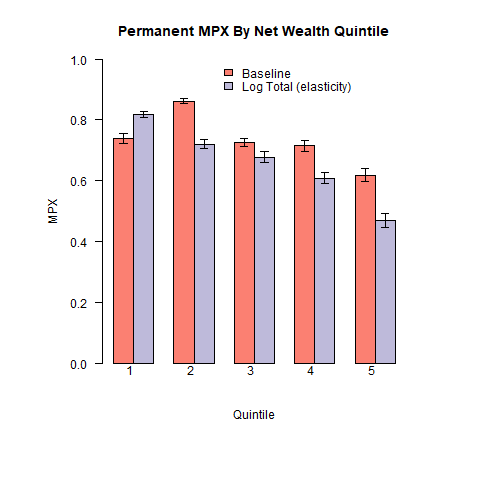 Permanent MPX By Net Wealth Quintile
Baseline
Log Total (elasticity)
MPX
1.0
0.8
0.6
0.4
0.2
0.0
1 2 3 4 5
Quintile